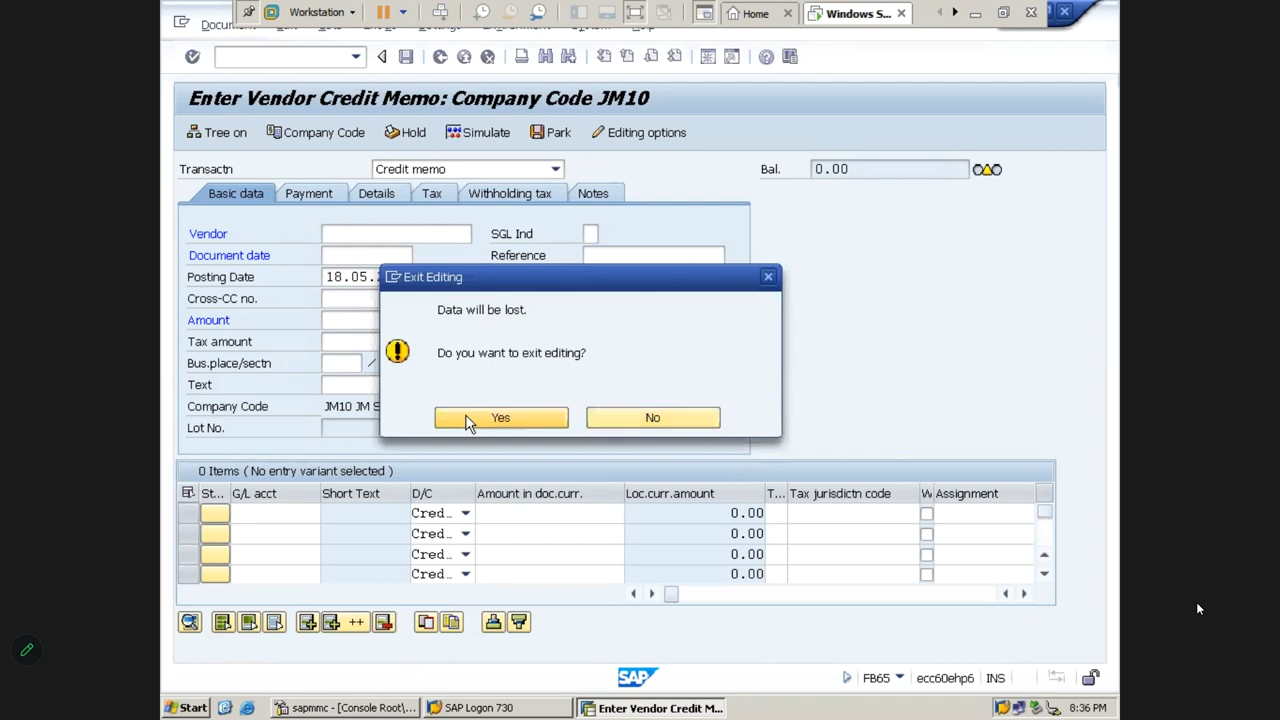 Workstation
Home
Windows S...
Document
Enter Vendor Credit Memo: Company Code JM10
Tree on Company Code Hold Simulate Park Editing options
Transactn Credit memo Bal. 0.00
Basic data Payment Details Tax Withholding tax Notes
Vendor SGL Ind
Document date Reference
Posting Date 18.05.
Cross-CC no.
Amount
Tax amount
Bus.place/sectn /
Text
Company Code JM10 JM
Lot No.
Exit Editing
Data will be lost.
Do you want to exit editing?
Yes No
0 Items ( No entry variant selected )
St... G/L acct Short Text D/C Amount in doc.curr. Loc.curr.amount T... Tax jurisdictn code W Assignment
Cred... 0.00
Cred... 0.00
Cred... 0.00
Cred... 0.00
SAP FB65 ecc60ehp6 INS
Start sapmmc - [Console Root\... SAP Logon 730 Enter Vendor Credit M... 8:36 PM